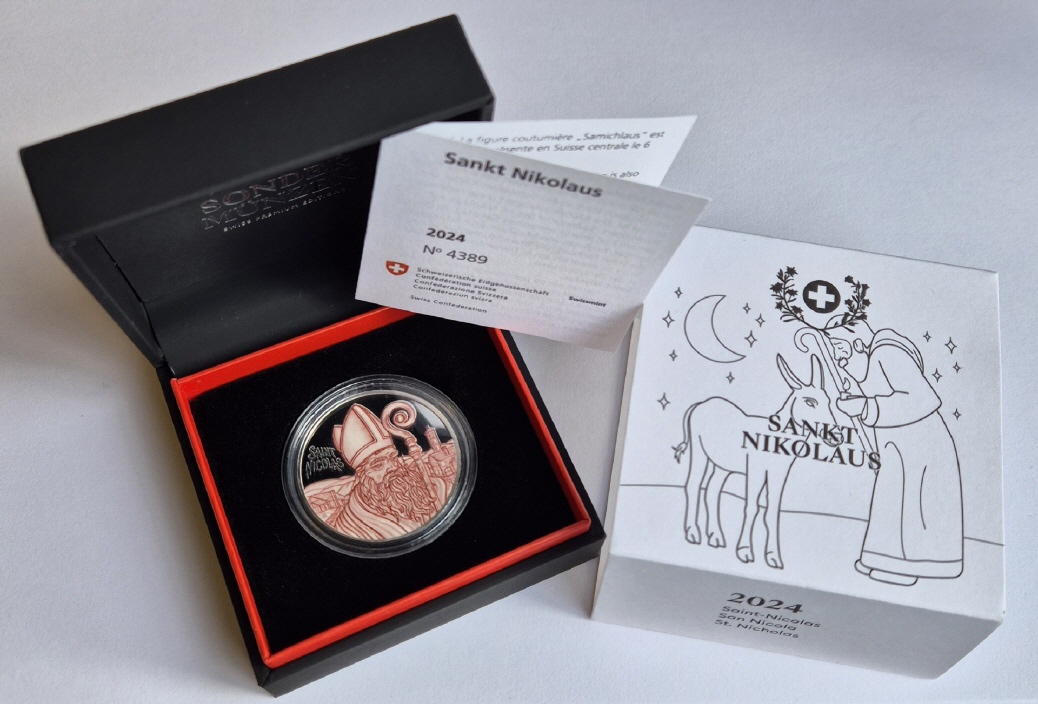 SONDER
MÜNZEN
SWISS PREMIUM EDITIONS
. La figure coutumière „Samichlaus" est
en Suisse centrale le 6
is also
Sankt Nikolaus
2024
Nº 4389
Schweizerische Eidgenossenschaft
Confédération suisse
Confederazione Svizzera
Confederaziun svizra
Swiss Confederation
Swissmint
SAINT
NICOLAS
SANKT
NIKOLAUS
2024
Saint-Nicolas
San Nicola
St. Nicholas